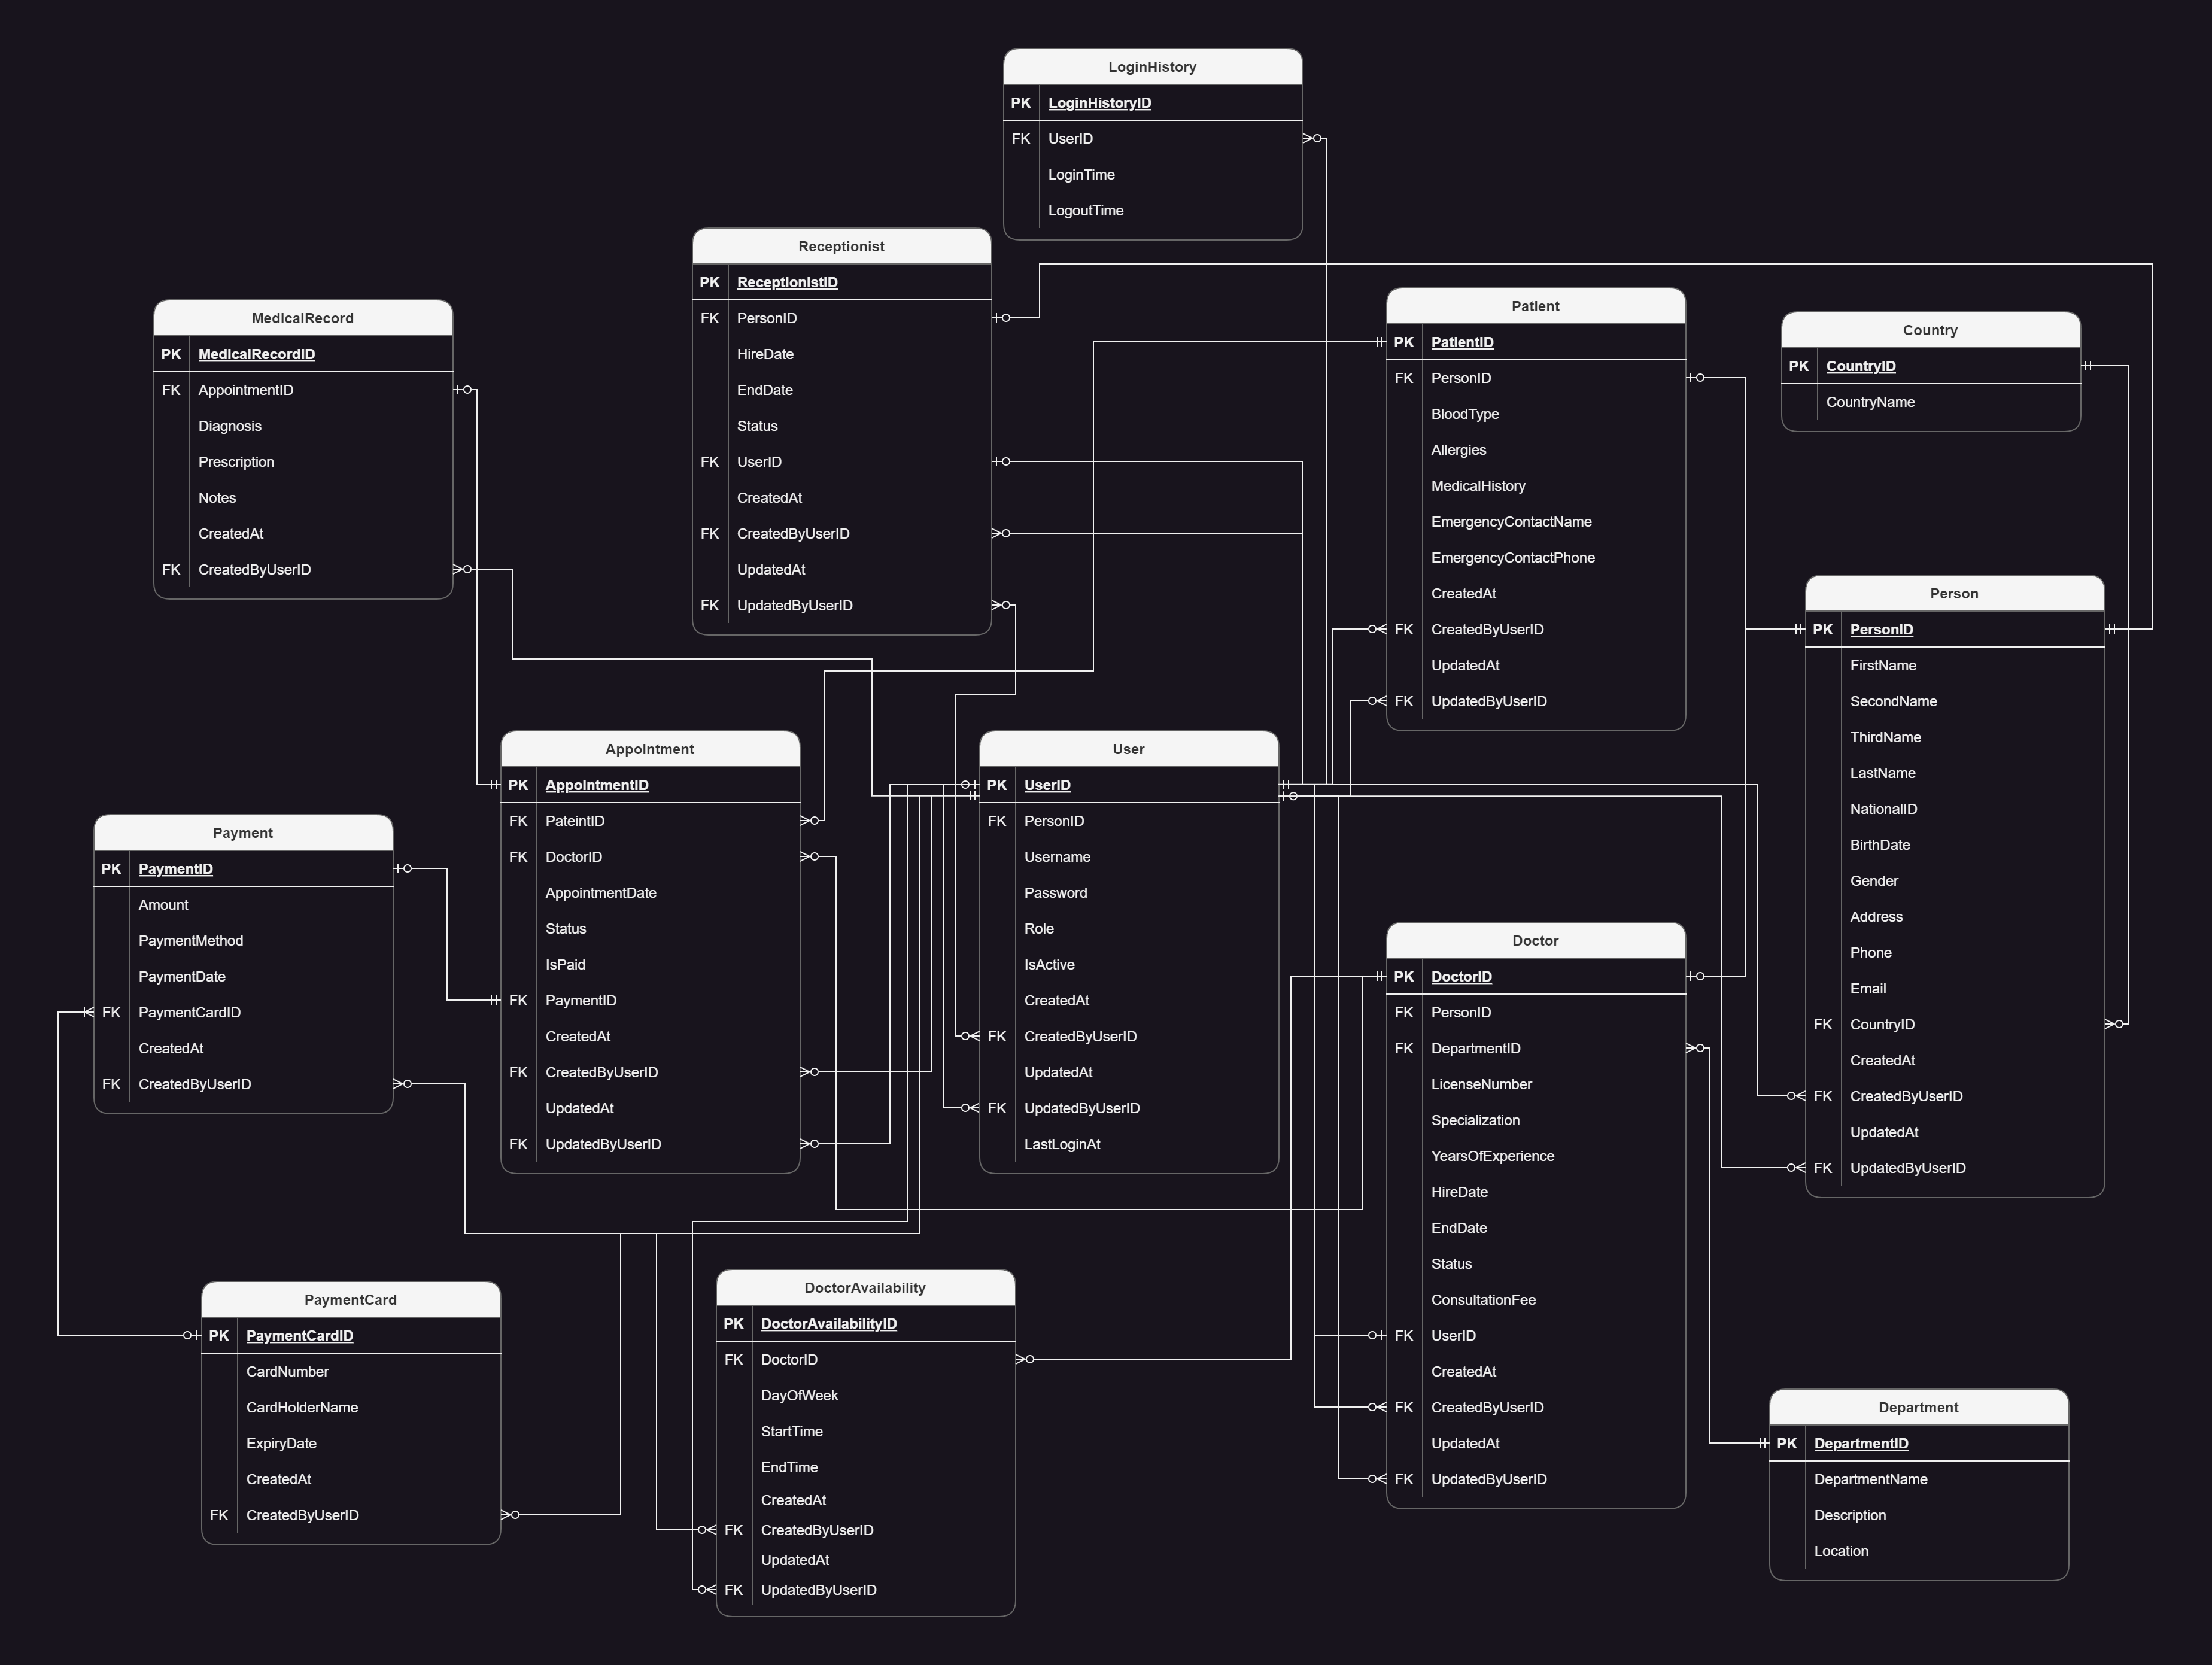 LoginHistory
PK LoginHistoryID
FK UserID
LoginTime
LogoutTime
Receptionist
PK ReceptionistID
FK PersonID
HireDate
EndDate
Status
FK UserID
CreatedAt
FK CreatedByUserID
UpdatedAt
FK UpdatedByUserID
MedicalRecord
PK MedicalRecordID
FK AppointmentID
Diagnosis
Prescription
Notes
CreatedAt
FK CreatedByUserID
Patient
PK PatientID
FK PersonID
BloodType
Allergies
MedicalHistory
EmergencyContactName
EmergencyContactPhone
CreatedAt
FK CreatedByUserID
UpdatedAt
FK UpdatedByUserID
Country
PK CountryID
CountryName
Person
PK PersonID
FirstName
SecondName
ThirdName
LastName
NationalID
BirthDate
Gender
Address
Phone
Email
FK CountryID
CreatedAt
FK CreatedByUserID
UpdatedAt
FK UpdatedByUserID
Appointment
PK AppointmentID
FK PateintID
FK DoctorID
AppointmentDate
Status
IsPaid
FK PaymentID
CreatedAt
FK CreatedByUserID
UpdatedAt
FK UpdatedByUserID
User
PK UserID
FK PersonID
Username
Password
Role
IsActive
CreatedAt
FK CreatedByUserID
UpdatedAt
FK UpdatedByUserID
LastLoginAt
Payment
PK PaymentID
Amount
PaymentMethod
PaymentDate
FK PaymentCardID
CreatedAt
FK CreatedByUserID
Doctor
PK DoctorID
FK PersonID
FK DepartmentID
LicenseNumber
Specialization
YearsOfExperience
HireDate
EndDate
Status
ConsultationFee
FK UserID
CreatedAt
FK CreatedByUserID
UpdatedAt
FK UpdatedByUserID
PaymentCard
PK PaymentCardID
CardNumber
CardHolderName
ExpiryDate
CreatedAt
FK CreatedByUserID
DoctorAvailability
PK DoctorAvailabilityID
FK DoctorID
DayOfWeek
StartTime
EndTime
CreatedAt
FK CreatedByUserID
UpdatedAt
FK UpdatedByUserID
Department
PK DepartmentID
DepartmentName
Description
Location